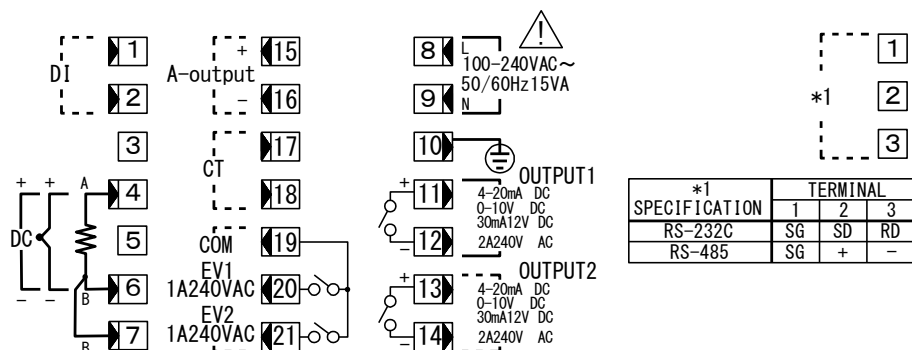 DI
1
2
3
4
5
6
7
+ + A
DC
- - B
B
+ 15
A-output
- 16
17
CT
18
COM 19
EV1
1A240VAC 20
EV2
1A240VAC 21
8 L
100-240VAC~
50/60Hz15VA
9 N
10
OUTPUT1
+ 11
4-20mA DC
0-10V DC
30mA12V DC
- 12
2A240V AC
OUTPUT2
+ 13
4-20mA DC
0-10V DC
30mA12V DC
- 14
2A240V AC
!
*1
1
2
3
*1 SPECIFICATION TERMINAL
1 2 3
RS-232C SG SD RD
RS-485 SG + -